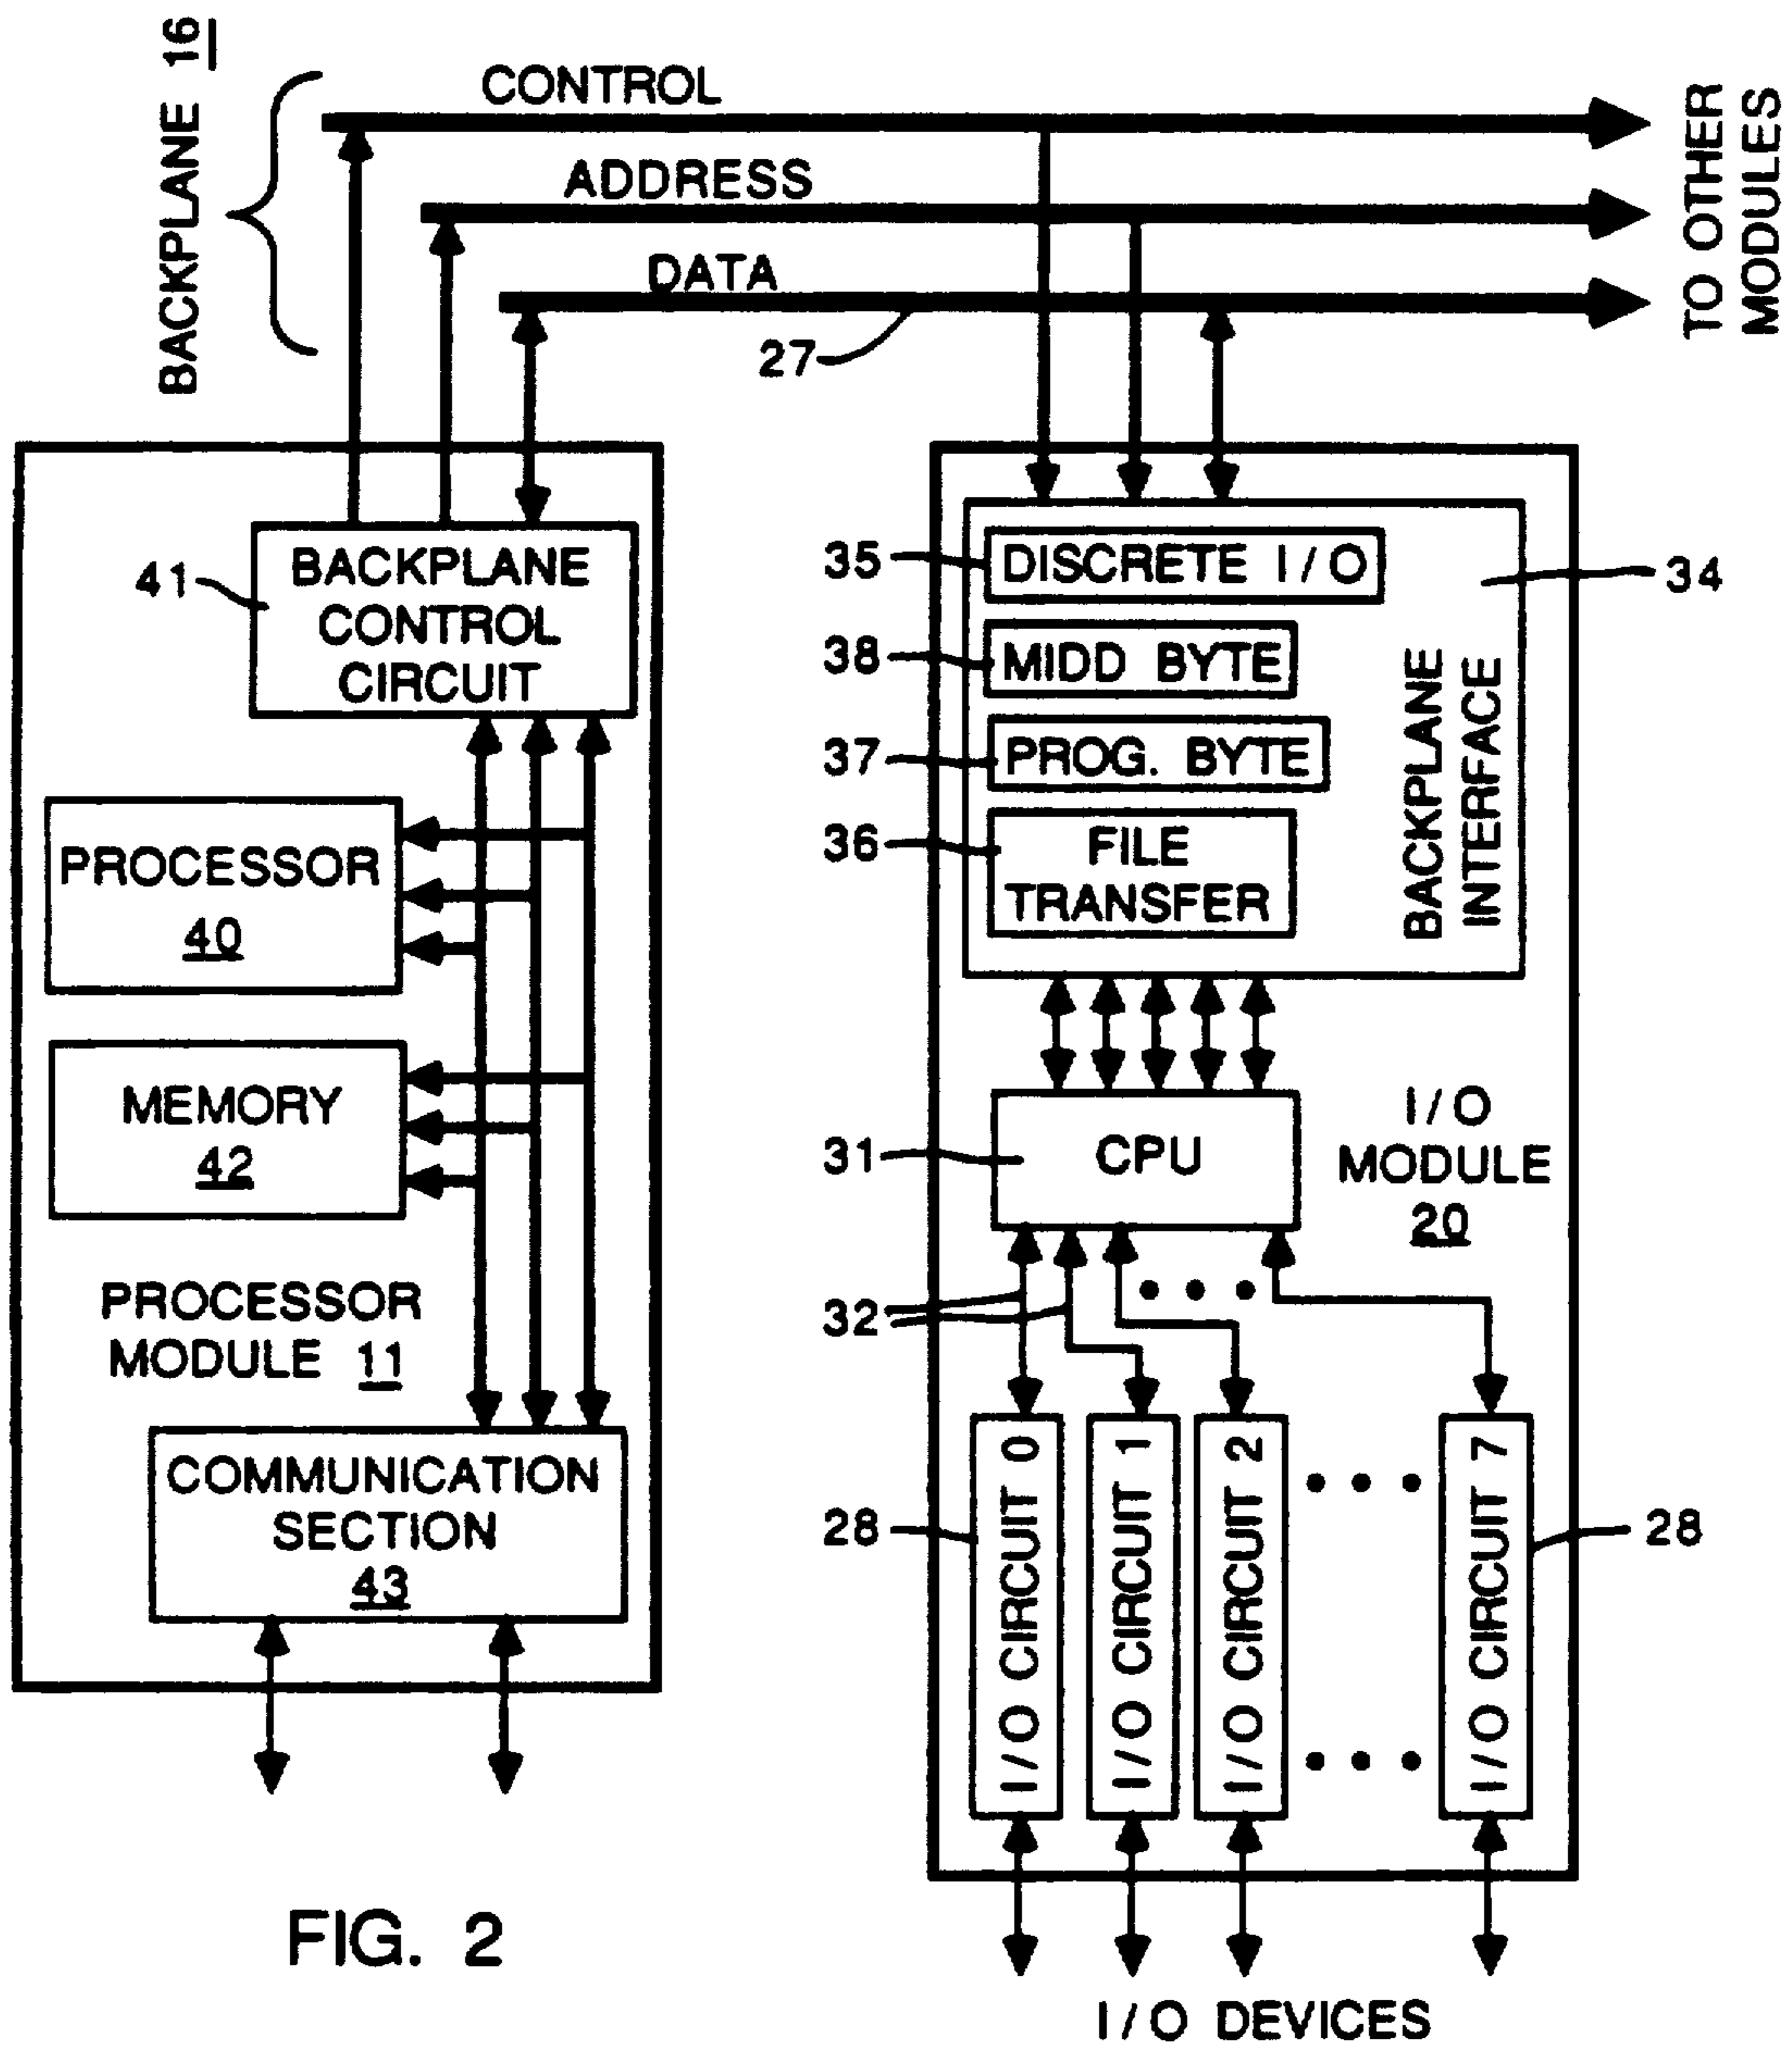 BACKPLANE 16
CONTROL
ADDRESS
DATA
27
TO OTHER
MODULES
41
BACKPLANE
CONTROL
CIRCUIT
PROCESSOR
40
MEMORY
42
PROCESSOR
MODULE 11
COMMUNICATION
SECTION
43
35
DISCRETE I/O
34
38
MIDD BYTE
37
PROG. BYTE
36
FILE
TRANSFER
BACKPLANE
INTERFACE
31
CPU
I/O
MODULE
20
32
28
I/O CIRCUIT 0
I/O CIRCUIT 1
I/O CIRCUIT 2
I/O CIRCUIT 7
28
I/O DEVICES
FIG. 2